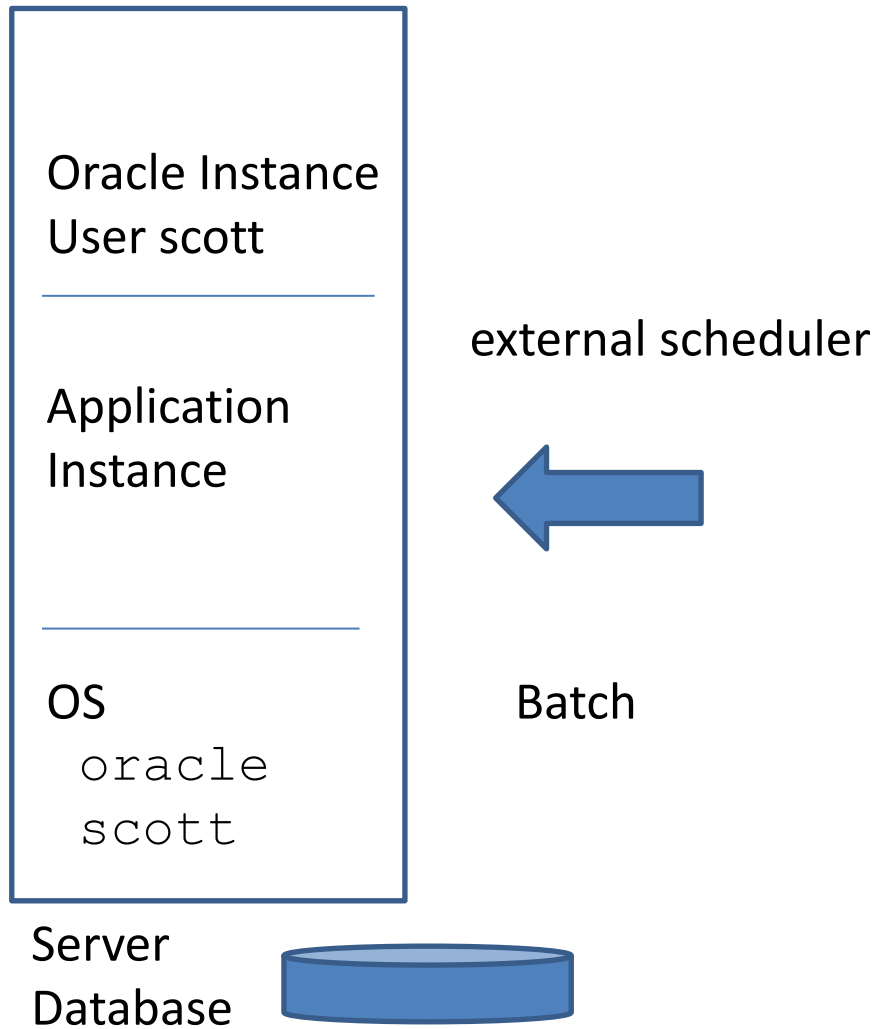 Oracle Instance
User scott
external scheduler
Application
Instance
OS
Batch
oracle
scott
Server
Database